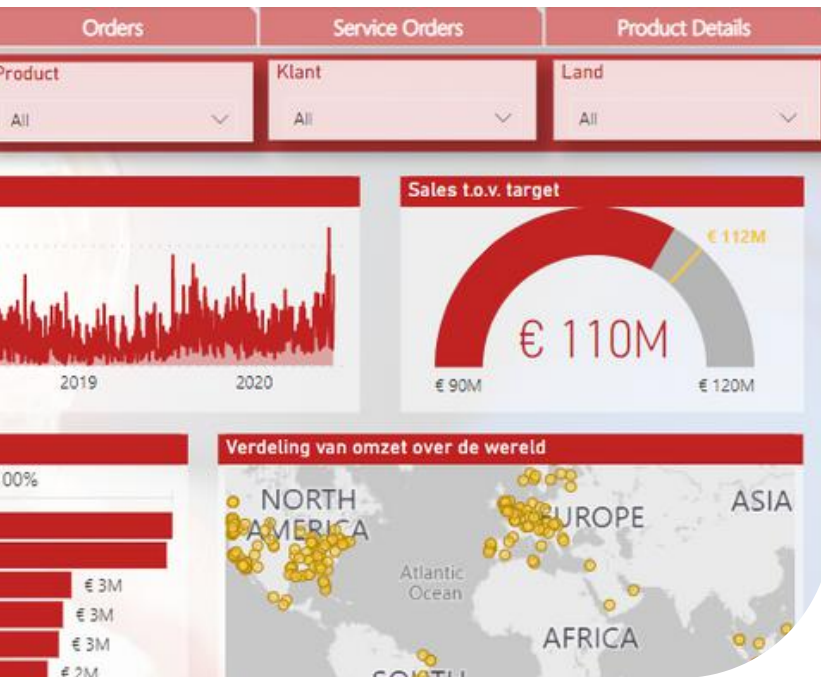 Orders
Service Orders
Product Details
Product
Klant
Land
All
All
All
Sales t.o.v. target
€ 112M
€ 110M
€ 90M
€ 120M
2019
2020
Verdeling van omzet over de wereld
00%
€ 3M
€ 3M
€ 3M
€ 2M
NORTH
AMERICA
EUROPE
ASIA
Atlantic
Ocean
AFRICA
SOUTH